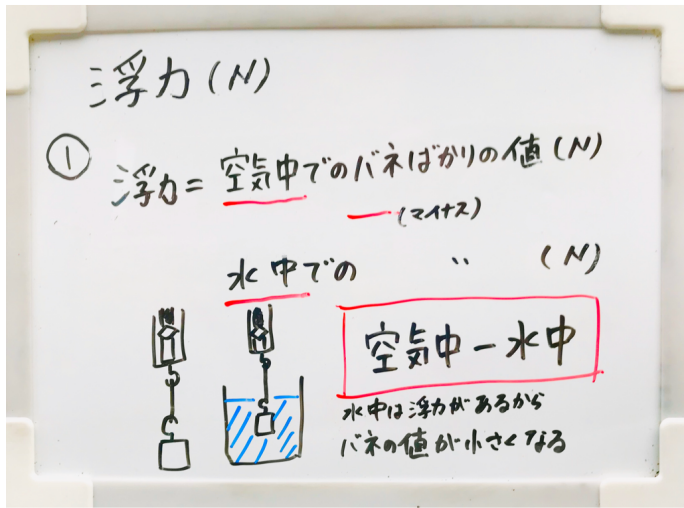 浮力(N)
① 浮力=空気中でのバネばかりの値(N)
ー(マイナス)
水中での 〃 (N)
空気中ー水中
水中は浮力があるから
バネの値が小さくなる